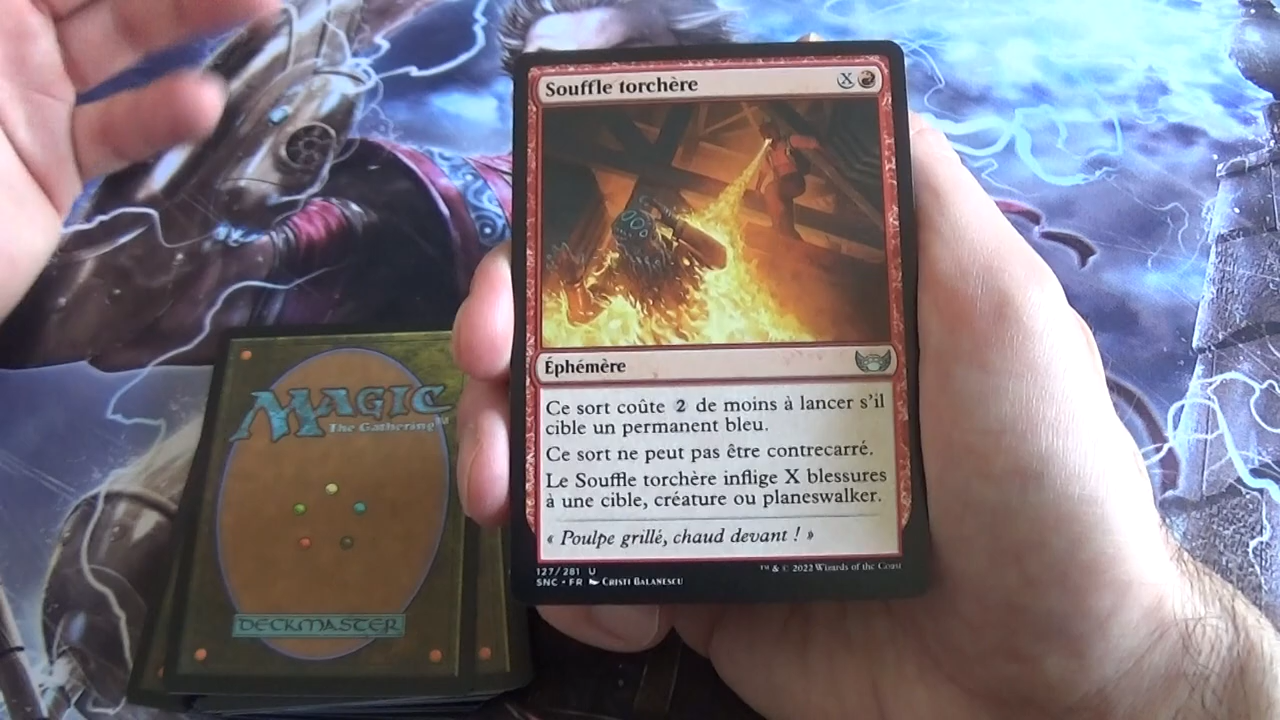 Souffle torchère X
Éphémère
Ce sort coûte 2 de moins à lancer s'il
cible un permanent bleu.
Ce sort ne peut pas être contrecarré.
Le Souffle torchère inflige X blessures
à une cible, créature ou planeswalker.
« Poulpe grillé, chaud devant ! »
127/281 U
SNC • FR Cristi Balanescu
™ & © 2022 Wizards of the Coast
MAGIC
The Gathering
DECKMASTER